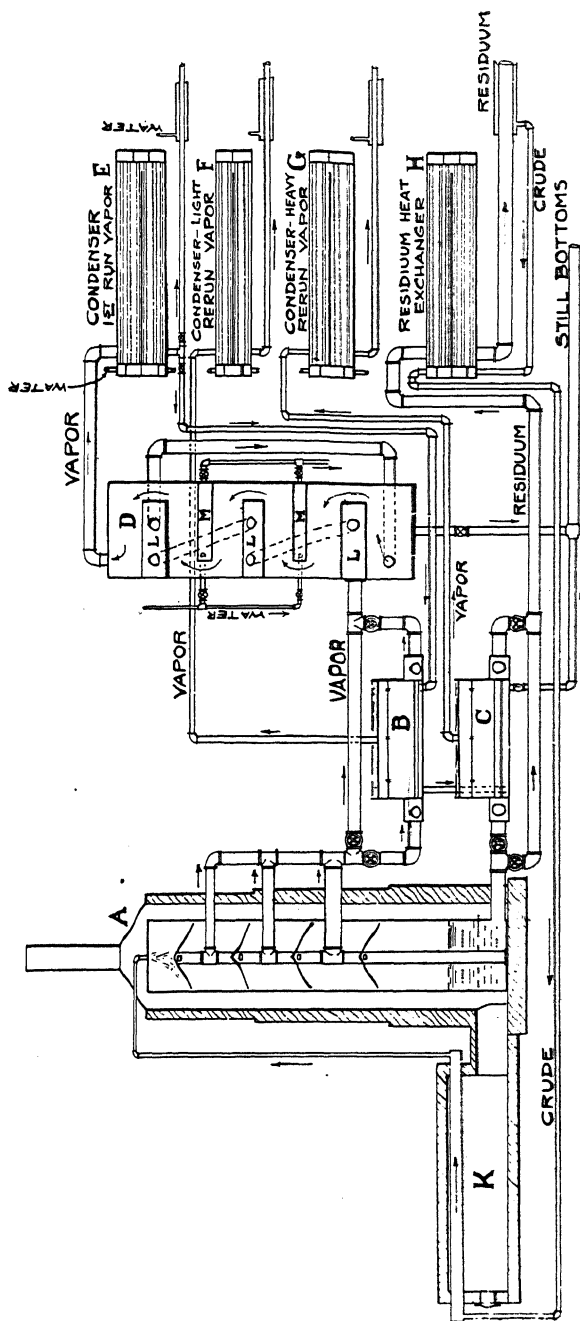 WATER
CONDENSER
1ST RUN VAPOR E
CONDENSER-LIGHT
RERUN VAPOR F
CONDENSER-HEAVY
RERUN VAPOR G
RESIDUUM HEAT
EXCHANGER H
RESIDUUM
CRUDE
STILL BOTTOMS
WATER
VAPOR
D
L
M
L
M
L
WATER
VAPOR
VAPOR
VAPOR
RESIDUUM
B
C
A
K
CRUDE